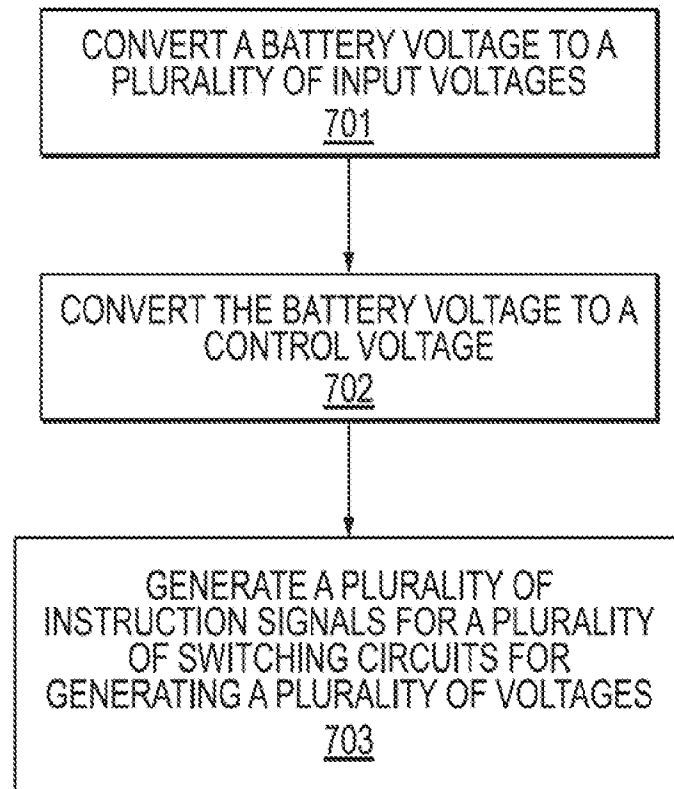 CONVERT A BATTERY VOLTAGE TO A
PLURALITY OF INPUT VOLTAGES
701
CONVERT THE BATTERY VOLTAGE TO A
CONTROL VOLTAGE
702
GENERATE A PLURALITY OF
INSTRUCTION SIGNALS FOR A PLURALITY
OF SWITCHING CIRCUITS FOR
GENERATING A PLURALITY OF VOLTAGES
703